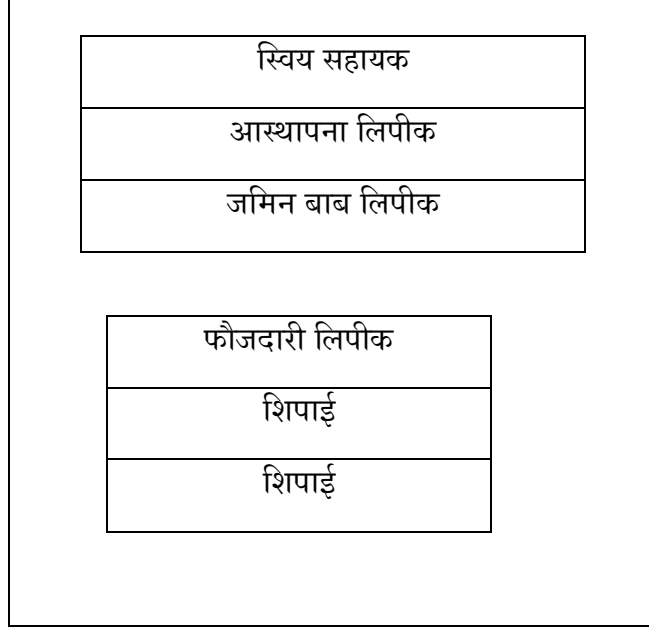 स्विय सहायक
आस्थापना लिपीक
जमिन बाब लिपीक
फौजदारी लिपीक
शिपाई
शिपाई